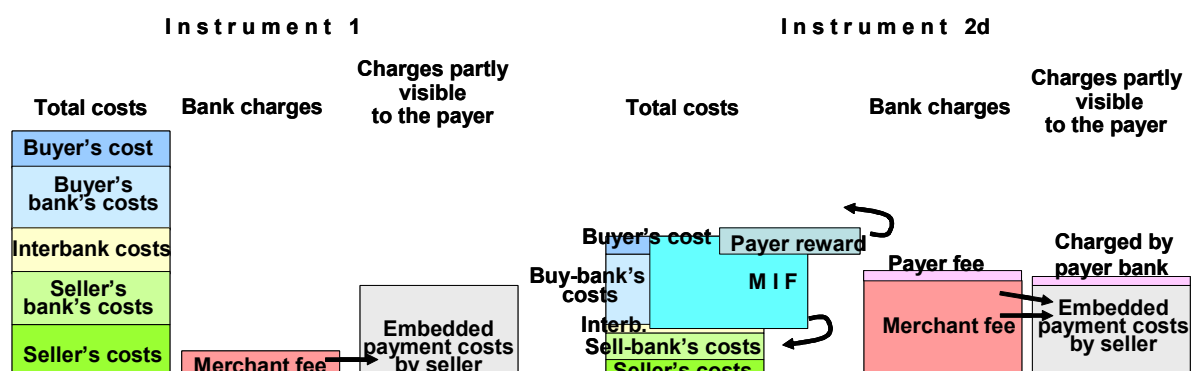 Instrument 1
Charges partly
visible
to the payer
Total costs
Bank charges
Buyer's cost
Buyer's
bank's costs
Interbank costs
Seller's
bank's costs
Seller's costs
Merchant fee
Embedded
payment costs
by seller
Instrument 2d
Total costs
Bank charges
Charges partly
visible
to the payer
Buyer's cost
Payer reward
Buy-bank's
costs
M I F
Interb.
Sell-bank's costs
Seller's costs
Payer fee
Merchant fee
Charged by
payer bank
Embedded
payment costs
by seller